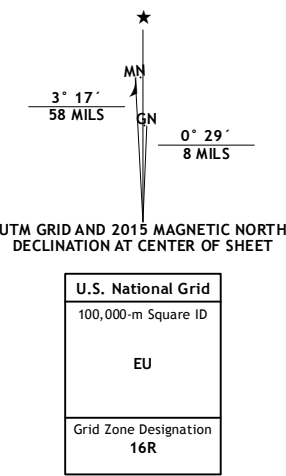 ★
MN
3° 17´
58 MILS
GN
0° 29´
8 MILS
UTM GRID AND 2015 MAGNETIC NORTH
DECLINATION AT CENTER OF SHEET
U.S. National Grid
100,000-m Square ID
EU
Grid Zone Designation
16R